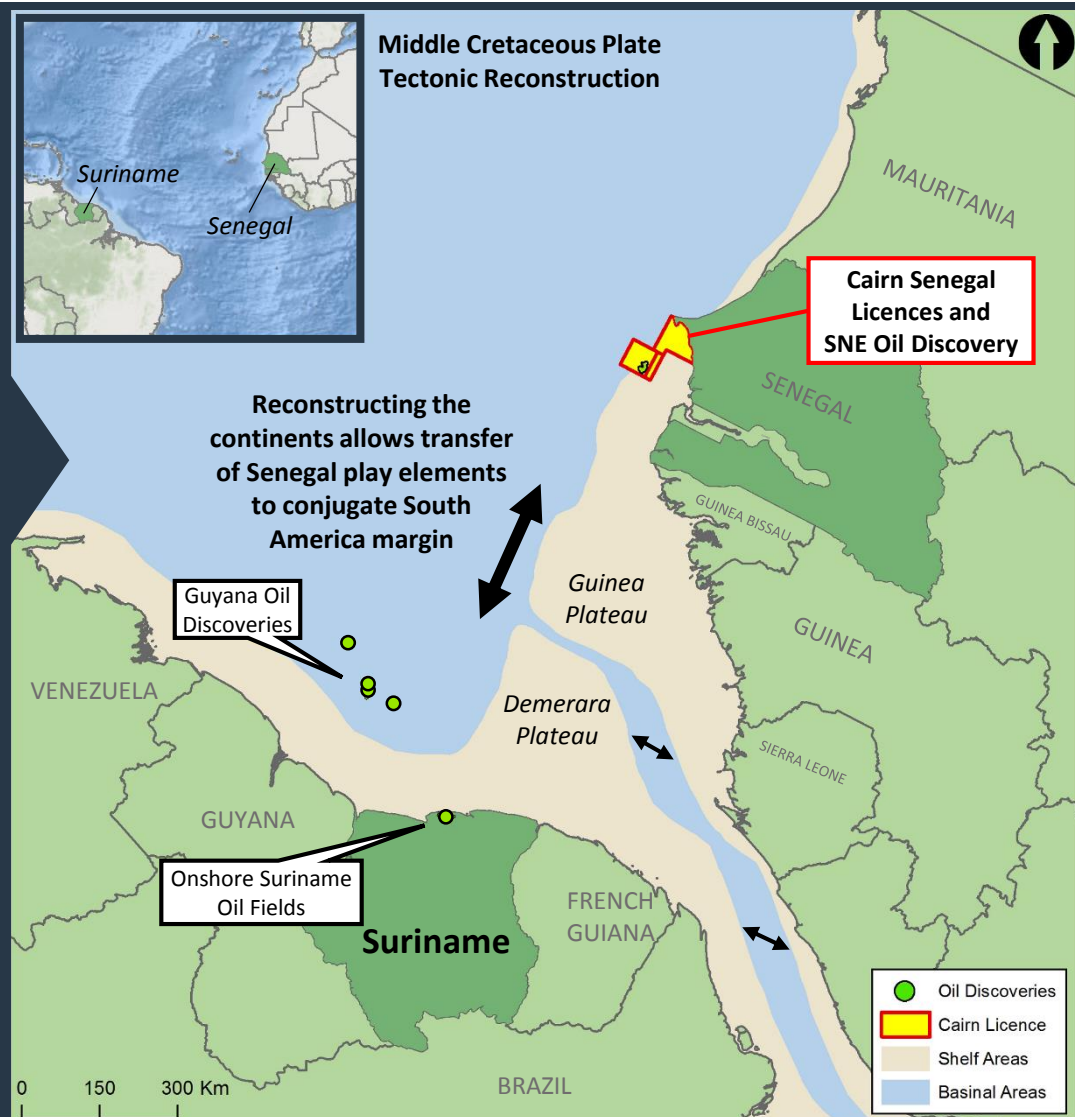 Middle Cretaceous Plate
Tectonic Reconstruction
Suriname
Senegal
MAURITANIA
Cairn Senegal
Licences and
SNE Oil Discovery
SENEGAL
Reconstructing the
continents allows transfer
of Senegal play elements
to conjugate South
America margin
GUINEA BISSAU
Guinea
Plateau
Guyana Oil
Discoveries
GUINEA
VENEZUELA
Demerara
Plateau
SIERRA LEONE
GUYANA
Onshore Suriname
Oil Fields
FRENCH
GUIANA
Suriname
Oil Discoveries
Cairn Licence
Shelf Areas
Basinal Areas
0 150 300 Km
BRAZIL